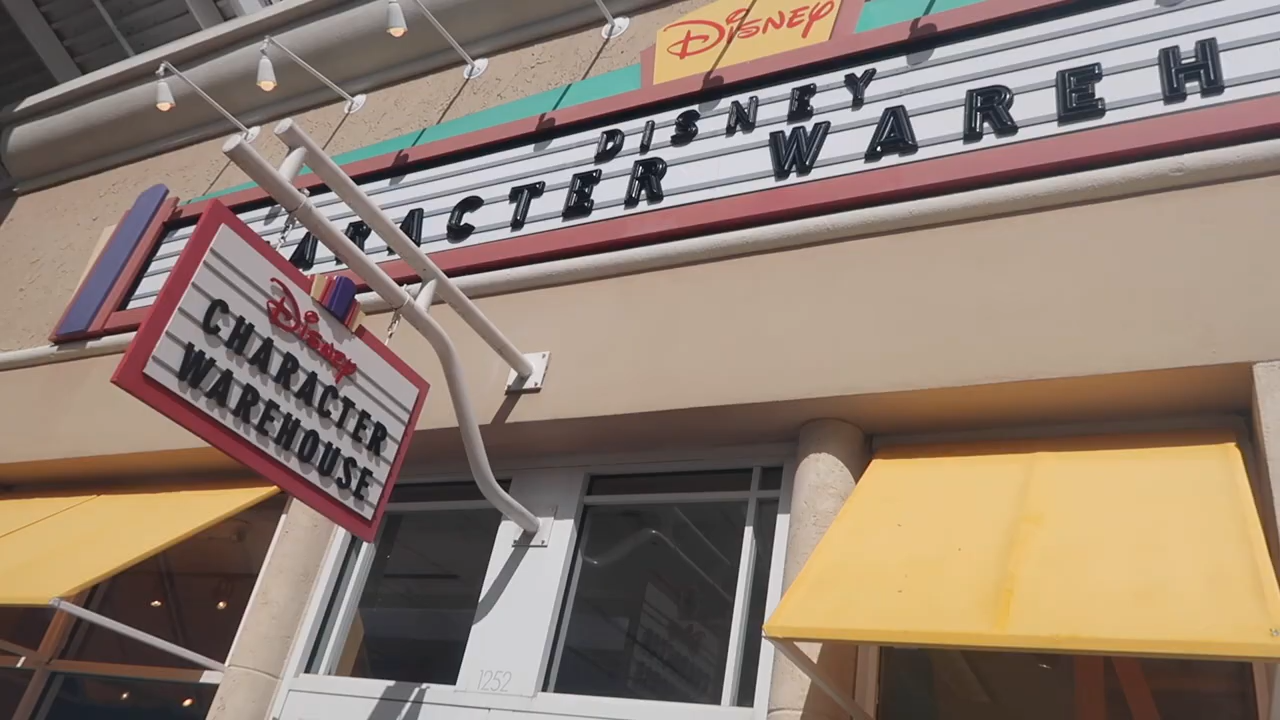 Disney
DISNEY
ARACTER WAREH
Disney
CHARACTER
WAREHOUSE
1252